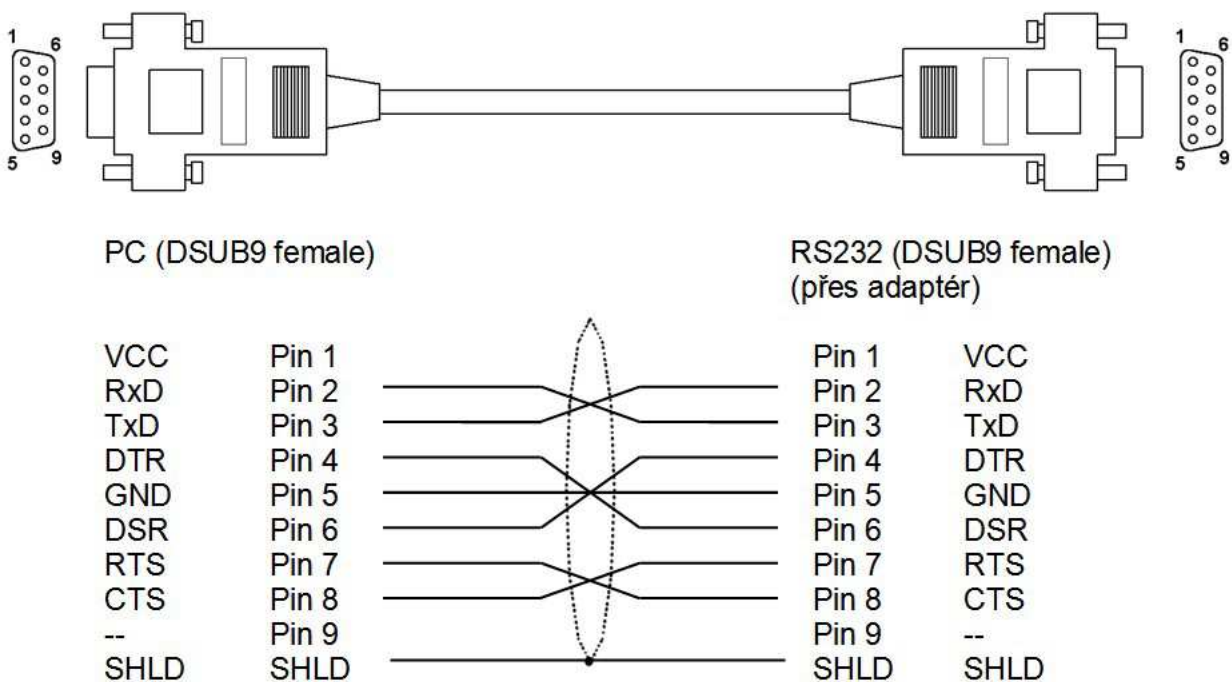 1 6
5 9
1 6
5 9
PC (DSUB9 female)
RS232 (DSUB9 female)
(přes adaptér)
VCC Pin 1 Pin 1 VCC
RxD Pin 2 Pin 2 RxD
TxD Pin 3 Pin 3 TxD
DTR Pin 4 Pin 4 DTR
GND Pin 5 Pin 5 GND
DSR Pin 6 Pin 6 DSR
RTS Pin 7 Pin 7 RTS
CTS Pin 8 Pin 8 CTS
-- Pin 9 Pin 9 --
SHLD SHLD SHLD SHLD